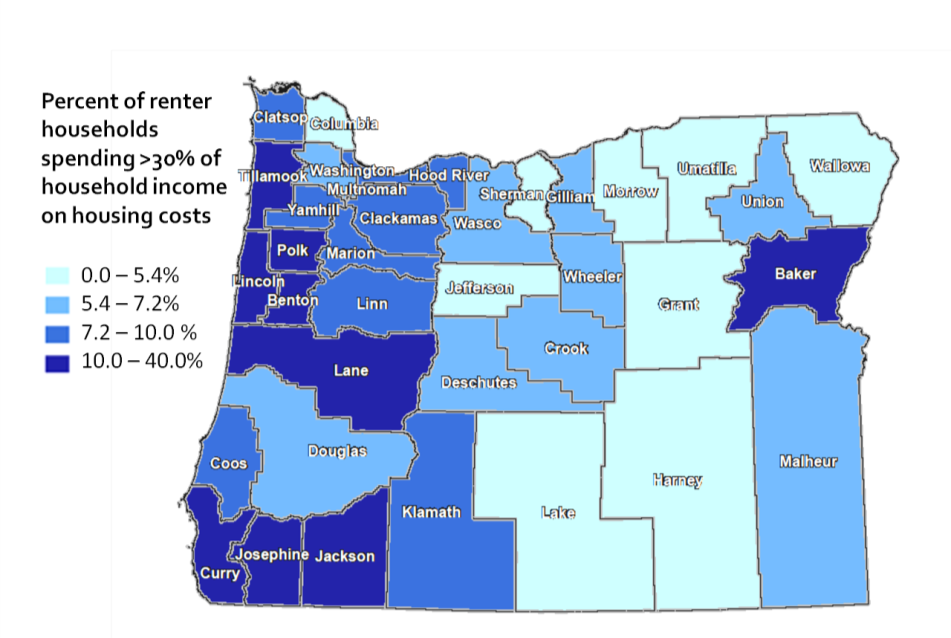 Percent of renter
households
spending >30% of
household income
on housing costs
0.0 – 5.4%
5.4 – 7.2%
7.2 – 10.0 %
10.0 – 40.0%
Clatsop
Columbia
Tillamook
Washington
Hood River
Multnomah
Sherman
Gilliam
Morrow
Umatilla
Wallowa
Union
Yamhill
Clackamas
Wasco
Polk
Marion
Lincoln
Benton
Linn
Jefferson
Wheeler
Grant
Baker
Crook
Lane
Deschutes
Douglas
Coos
Klamath
Lake
Harney
Malheur
Josephine
Jackson
Curry